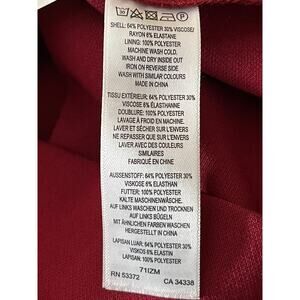 SHELL: 64% POLYESTER 30% VISCOSE/
RAYON 6% ELASTANE
LINING: 100% POLYESTER
MACHINE WASH COLD.
WASH AND DRY INSIDE OUT
IRON ON REVERSE SIDE
WASH WITH SIMILAR COLOURS
MADE IN CHINA
TISSU EXTÉRIEUR: 64% POLYESTER 30%
VISCOSE 6% ÉLASTHANNE
DOUBLURE: 100% POLYESTER
LAVAGE À FROID EN MACHINE.
LAVER ET SÉCHER SUR L'ENVERS
NE REPASSER QUE SUR L'ENVERS
LAVER AVEC DES COULEURS
SIMILAIRES
FABRIQUÉ EN CHINE
AUSSENSTOFF: 64% POLYESTER 30%
VISKOSE 6% ELASTHAN
FUTTER: 100% POLYESTER
KALTE MASCHINENWÄSCHE.
AUF LINKS WASCHEN UND TROCKNEN
AUF LINKS BÜGELN
MIT ÄHNLICHEN FARBEN WASCHEN
HERGESTELLT IN CHINA
LAPISAN LUAR: 64% POLYESTER 30%
VISKOS 6% ELASTIN
LAPISAN: 100% POLYESTER
71IZM
RN 53372 CA 34338